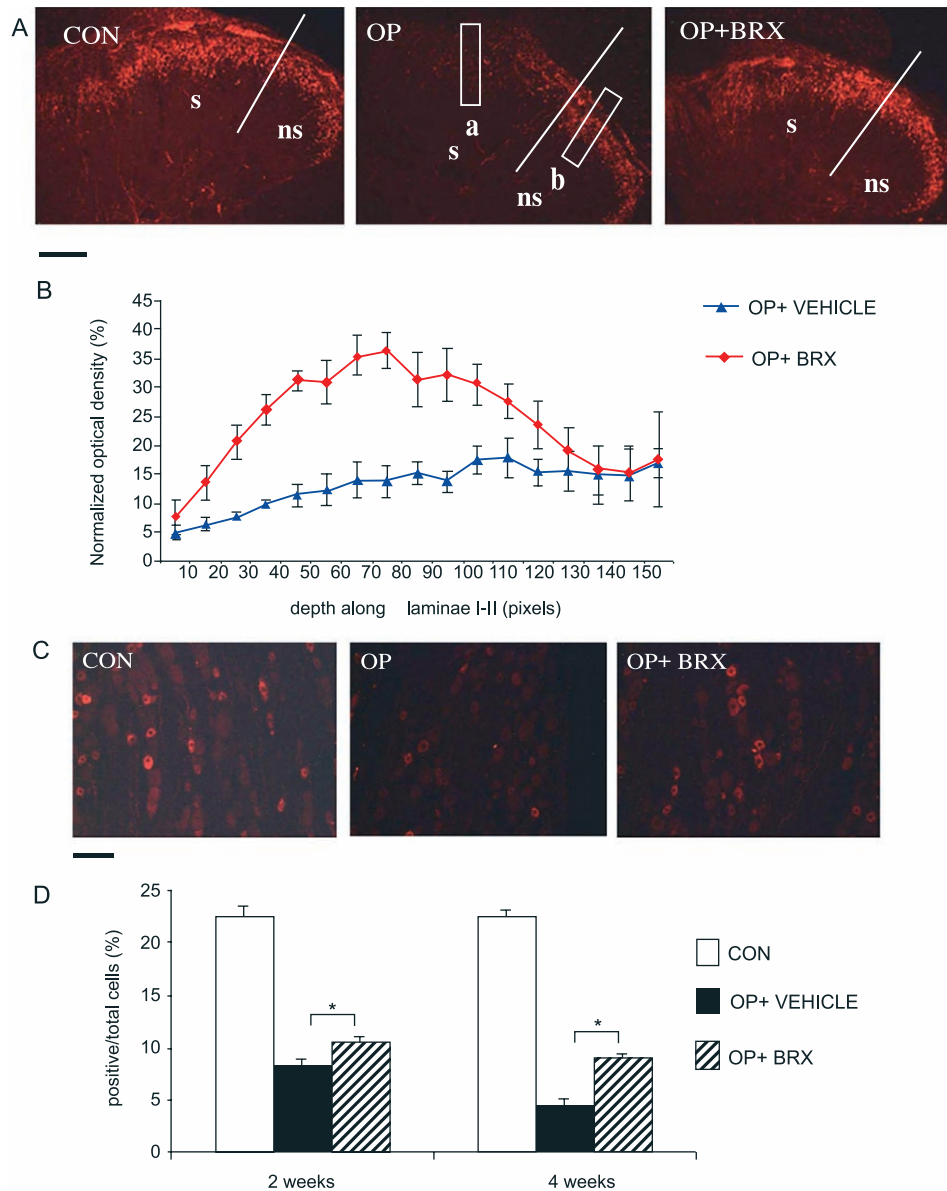 A
CON
s
ns
OP
a
s
b
ns
OP+BRX
s
ns
B
Normalized optical density (%)
45
40
35
30
25
20
15
10
5
0
10 20 30 40 50 60 70 80 90 100 110 120 130 140 150
depth along laminae I-II (pixels)
OP+ VEHICLE
OP+ BRX
C
CON
OP
OP+ BRX
D
positive/total cells (%)
25
20
15
10
5
0
*
*
2 weeks
4 weeks
CON
OP+ VEHICLE
OP+ BRX